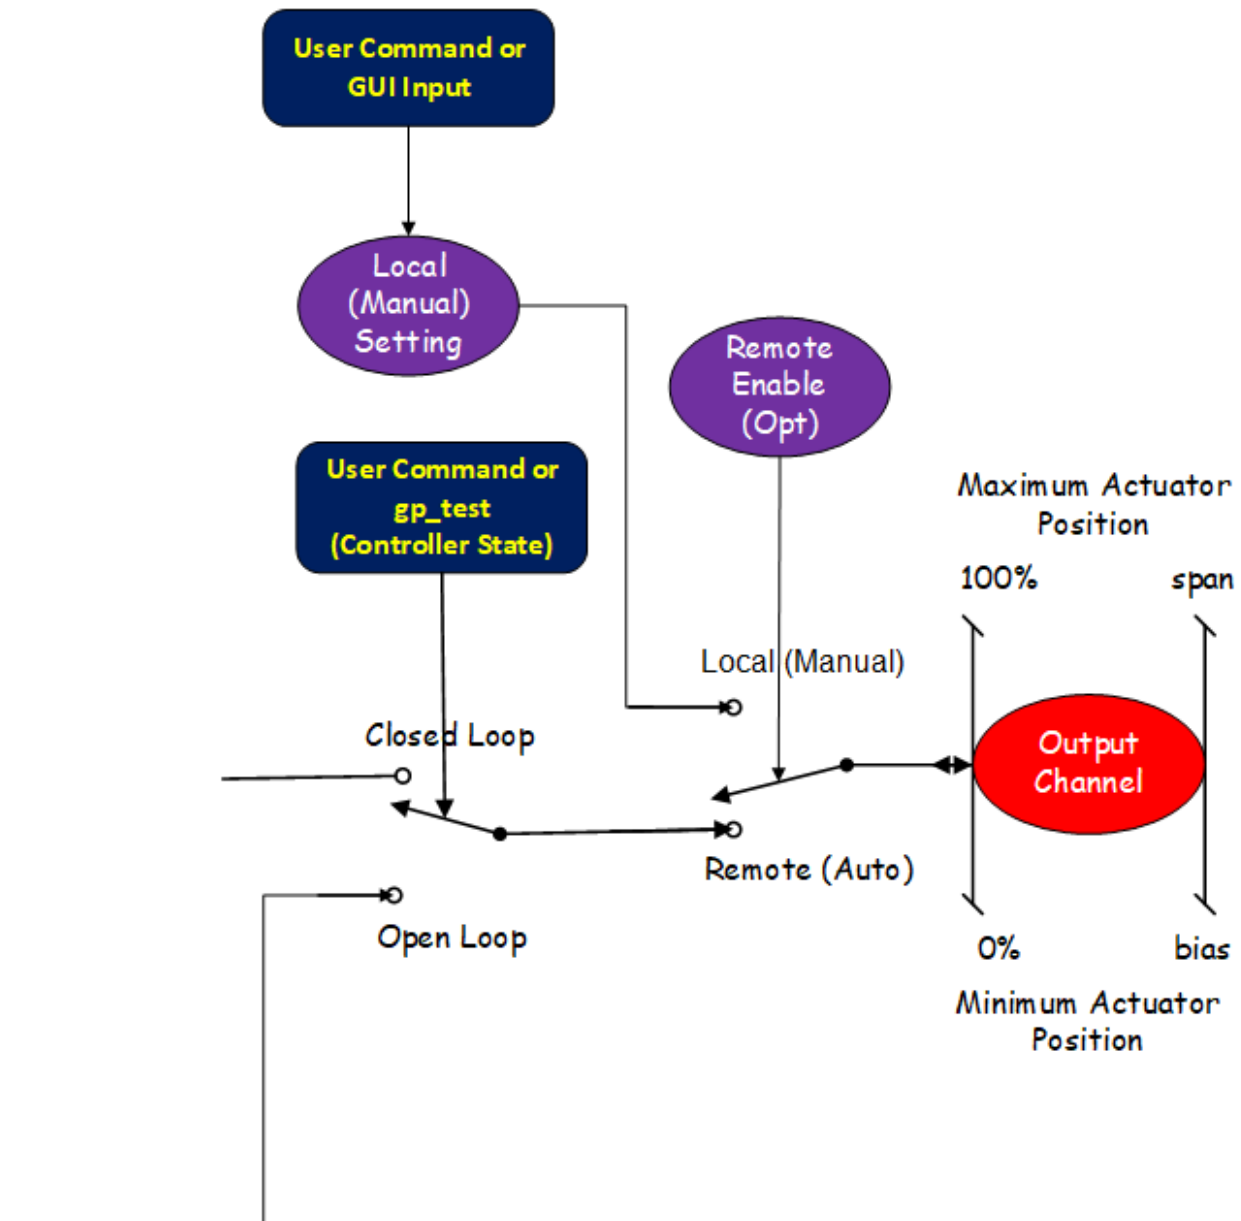 User Command or
GUI Input
Local
(Manual)
Setting
Remote
Enable
(Opt)
User Command or
gp_test
(Controller State)
Maximum Actuator
Position
100%
span
Local (Manual)
Closed Loop
Output
Channel
Remote (Auto)
Open Loop
0%
bias
Minimum Actuator
Position